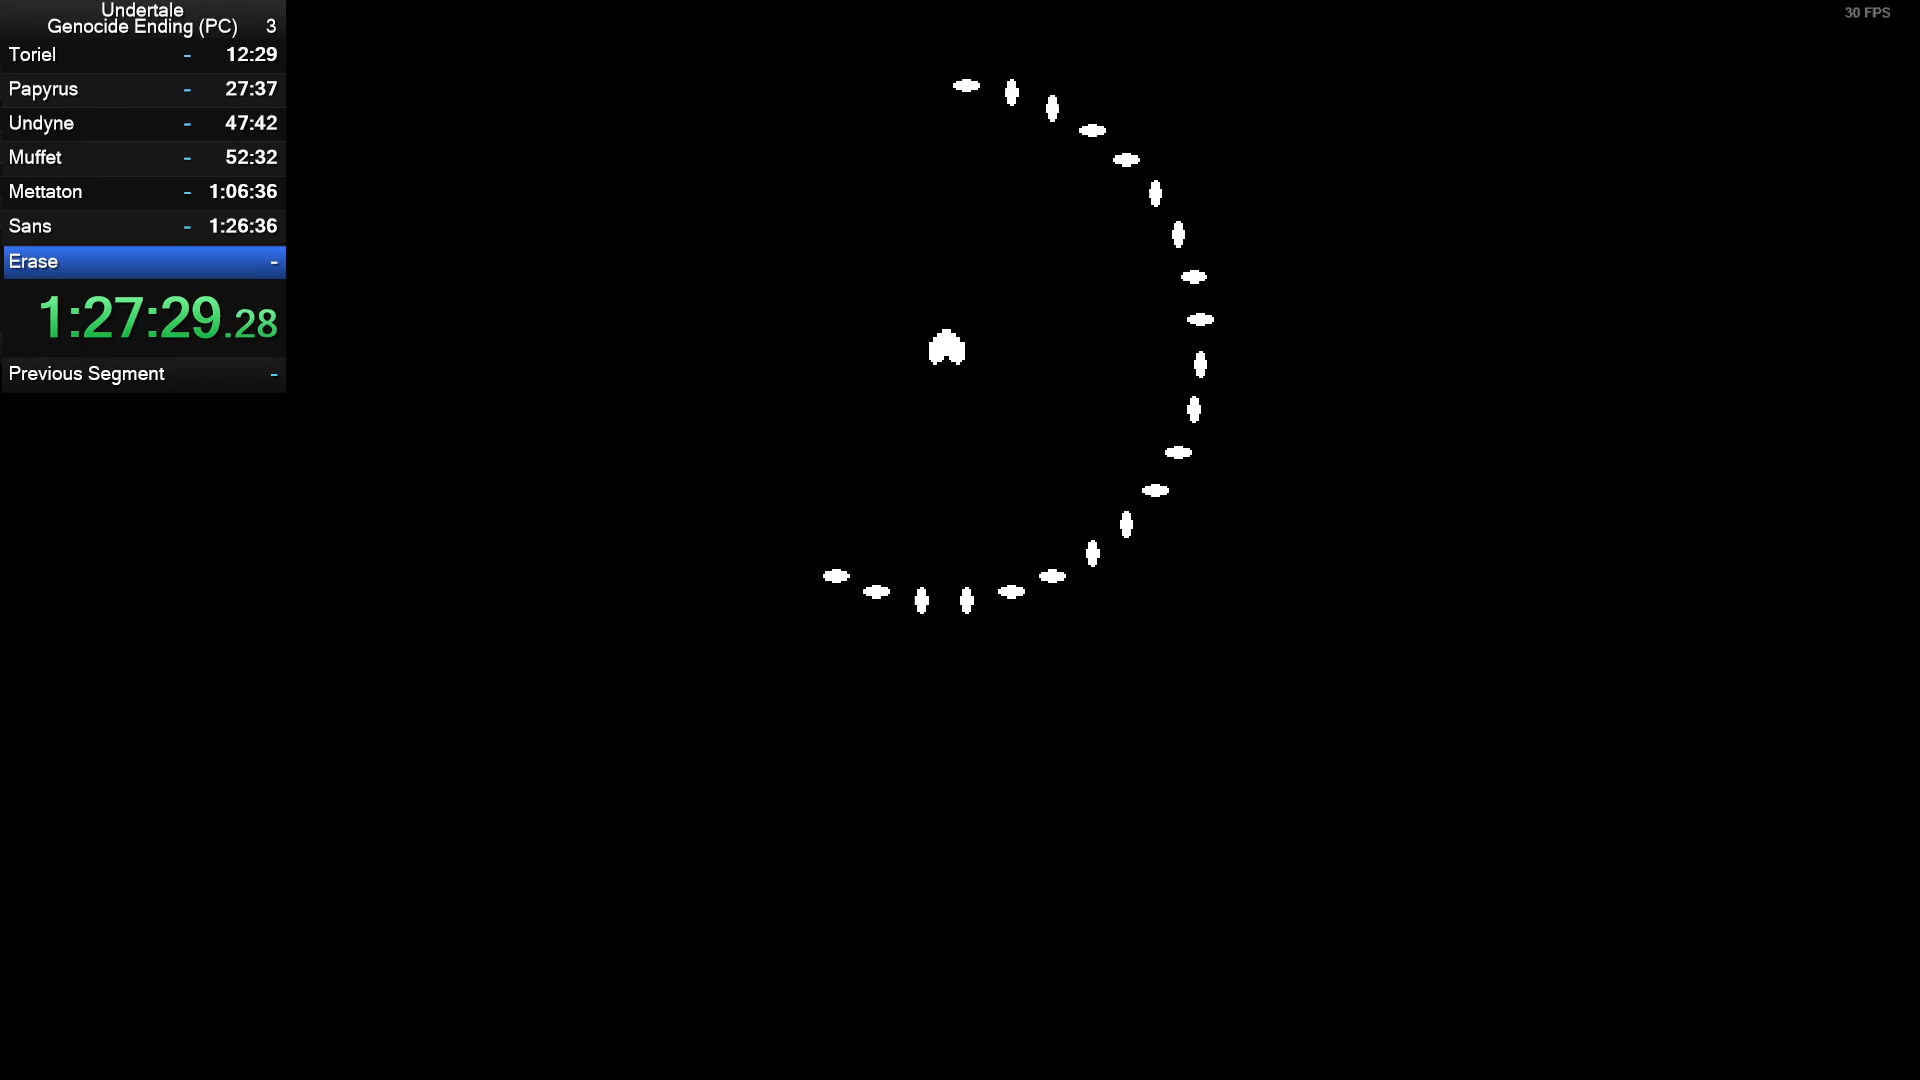 Undertale
Genocide Ending (PC) 3
30 FPS
Toriel - 12:29
Papyrus - 27:37
Undyne - 47:42
Muffet - 52:32
Mettaton - 1:06:36
Sans - 1:26:36
Erase -
1:27:29.28
Previous Segment -